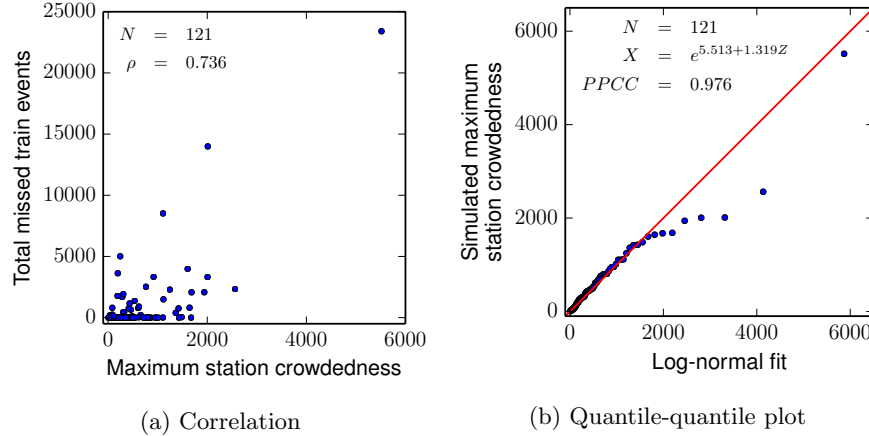 25000
20000
15000
10000
5000
0
Total missed train events
N = 121
ρ = 0.736
0 2000 4000 6000
Maximum station crowdedness
(a) Correlation
6000
4000
2000
0
Simulated maximum
station crowdedness
N = 121
X = e^{5.513+1.319Z}
PPCC = 0.976
0 2000 4000 6000
Log-normal fit
(b) Quantile-quantile plot